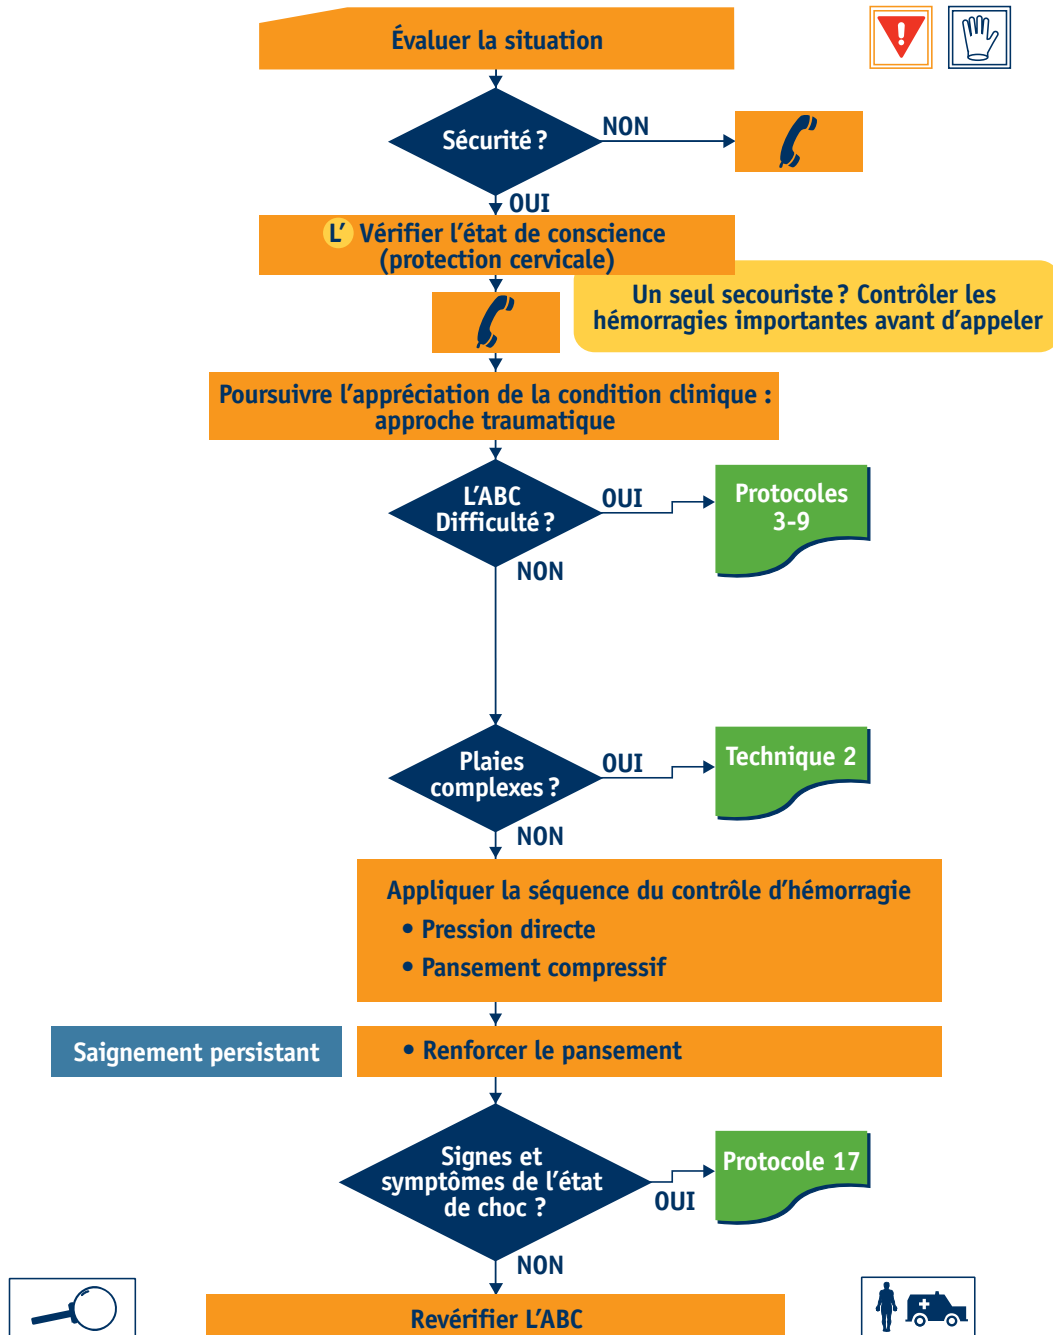 Évaluer la situation
Sécurité ?
NON
OUI
L' Vérifier l'état de conscience
(protection cervicale)
Un seul secouriste ? Contrôler les
hémorragies importantes avant d'appeler
Poursuivre l'appréciation de la condition clinique :
approche traumatique
L'ABC
Difficulté ?
OUI
Protocoles
3-9
NON
Plaies
complexes ?
OUI
Technique 2
NON
Appliquer la séquence du contrôle d'hémorragie
• Pression directe
• Pansement compressif
Saignement persistant
• Renforcer le pansement
Signes et
symptômes de l'état
de choc ?
OUI
Protocole 17
NON
Revérifier L'ABC